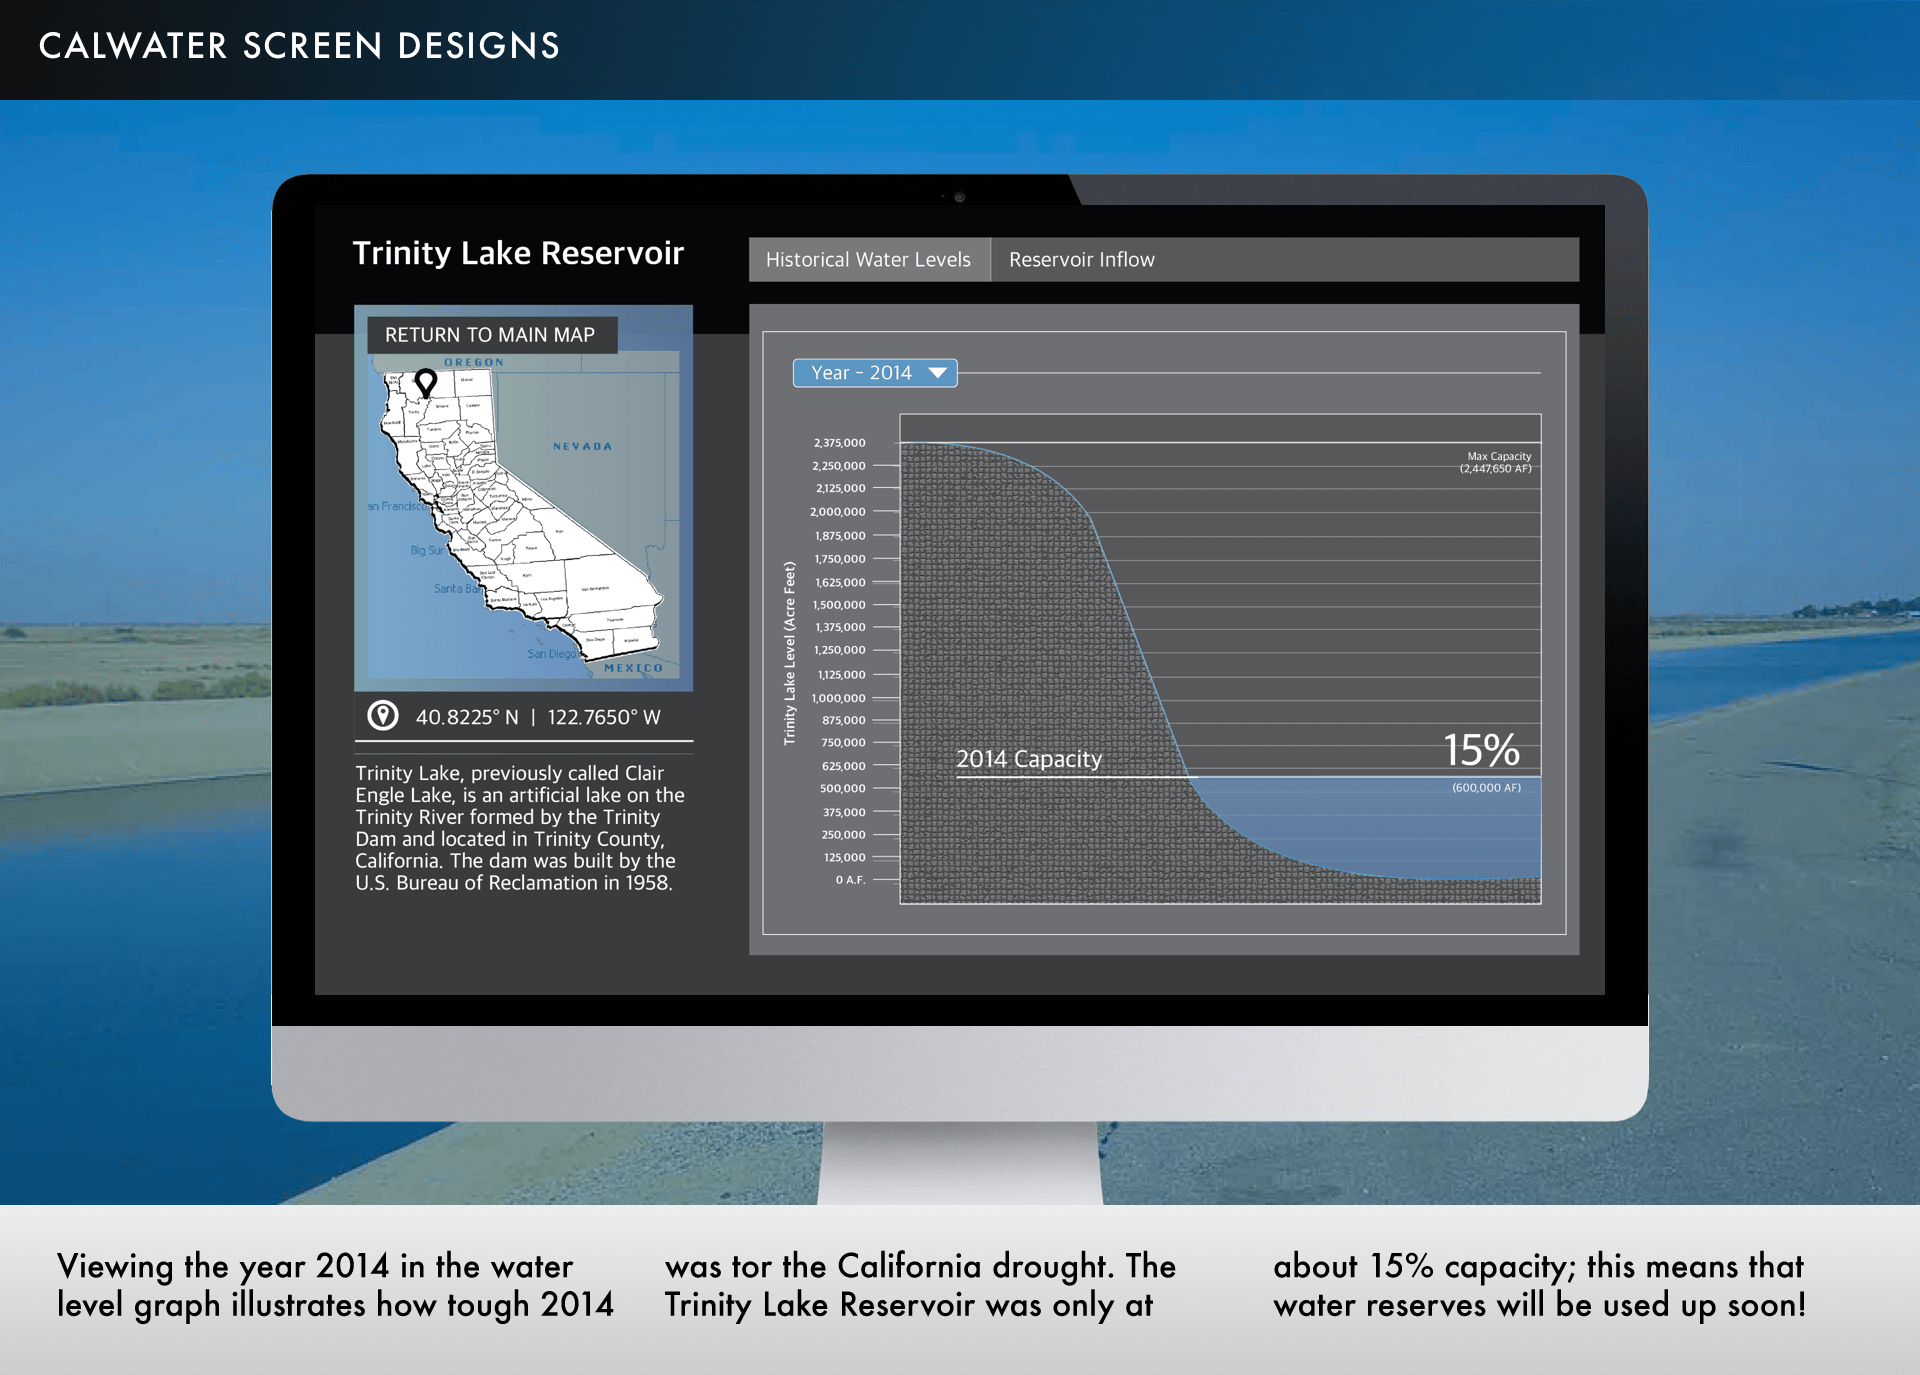 CALWATER SCREEN DESIGNS
Trinity Lake Reservoir
Historical Water Levels
Reservoir Inflow
RETURN TO MAIN MAP
OREGON
NEVADA
an Francisco
Big Sur
Santa Ba
San Diego
MEXICO
40.8225° N | 122.7650° W
Trinity Lake, previously called Clair
Engle Lake, is an artificial lake on the
Trinity River formed by the Trinity
Dam and located in Trinity County,
California. The dam was built by the
U.S. Bureau of Reclamation in 1958.
Year - 2014
Trinity Lake Level (Acre Feet)
2,375,000
2,250,000
2,125,000
2,000,000
1,875,000
1,750,000
1,625,000
1,500,000
1,375,000
1,250,000
1,125,000
1,000,000
875,000
750,000
625,000
500,000
375,000
250,000
125,000
0 A.F.
Max Capacity
(2,447,650 AF)
2014 Capacity
15%
(600,000 AF)
Viewing the year 2014 in the water
level graph illustrates how tough 2014
was tor the California drought. The
Trinity Lake Reservoir was only at
about 15% capacity; this means that
water reserves will be used up soon!